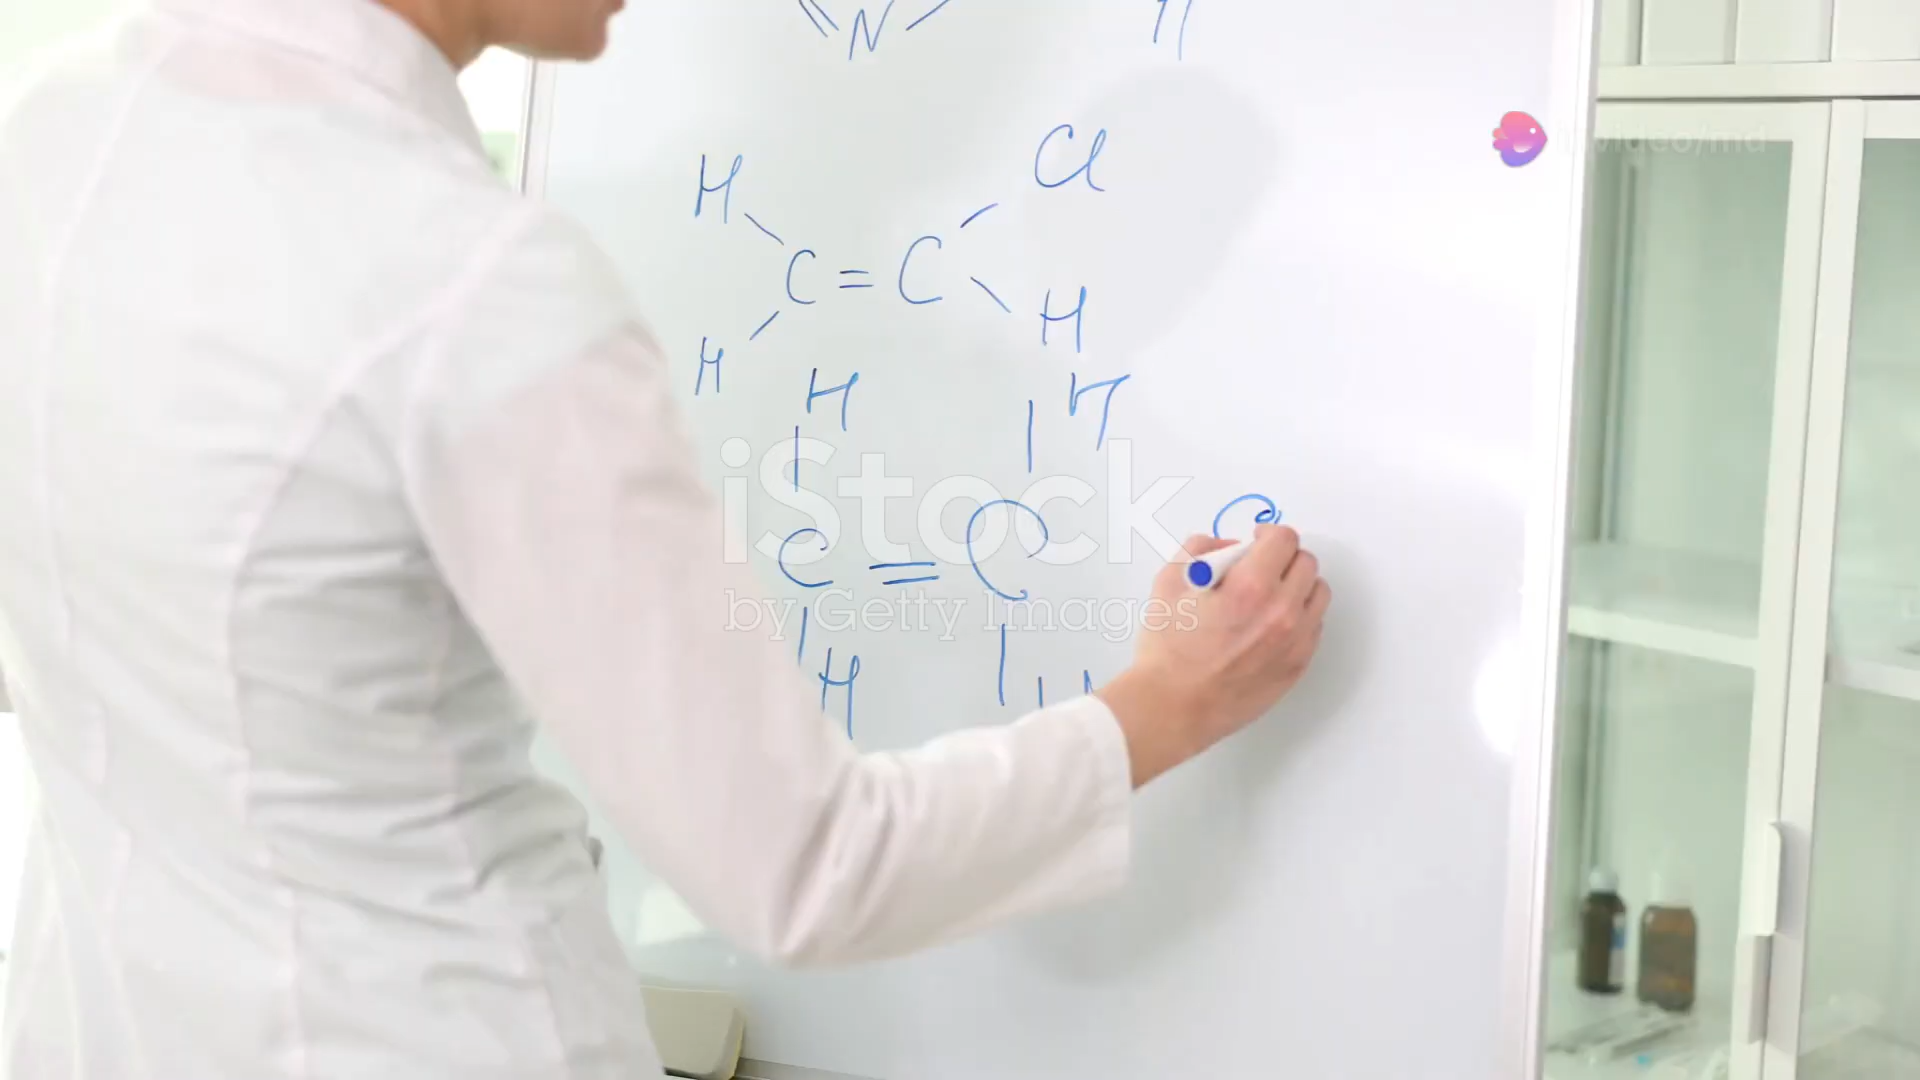 N
H Cl
C = C
H H
H H
C = C C
H
iStock
by Getty Images